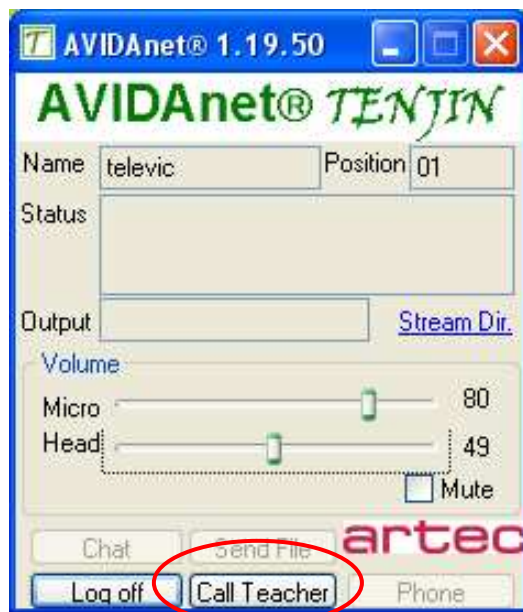 AVIDAnet® 1.19.50
AVIDAnet® TENJIN
Name televic Position 01
Status
Output Stream Dir.
Volume
Micro 80
Head 49
Mute
Chat Send File artec
Log off Call Teacher Phone